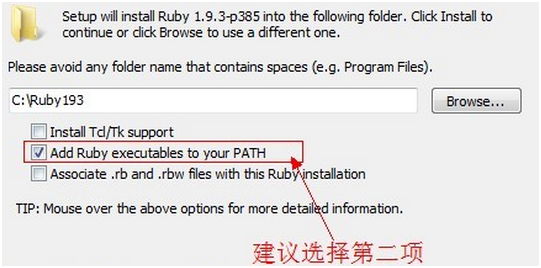 Setup will install Ruby 1.9.3-p385 into the following folder. Click Install to
continue or click Browse to use a different one.
Please avoid any folder name that contains spaces (e.g. Program Files).
C:\Ruby193
Browse...
Install Tcl/Tk support
Add Ruby executables to your PATH
Associate .rb and .rbw files with this Ruby installation
TIP: Mouse over the above options for more detailed information.
建议选择第二项